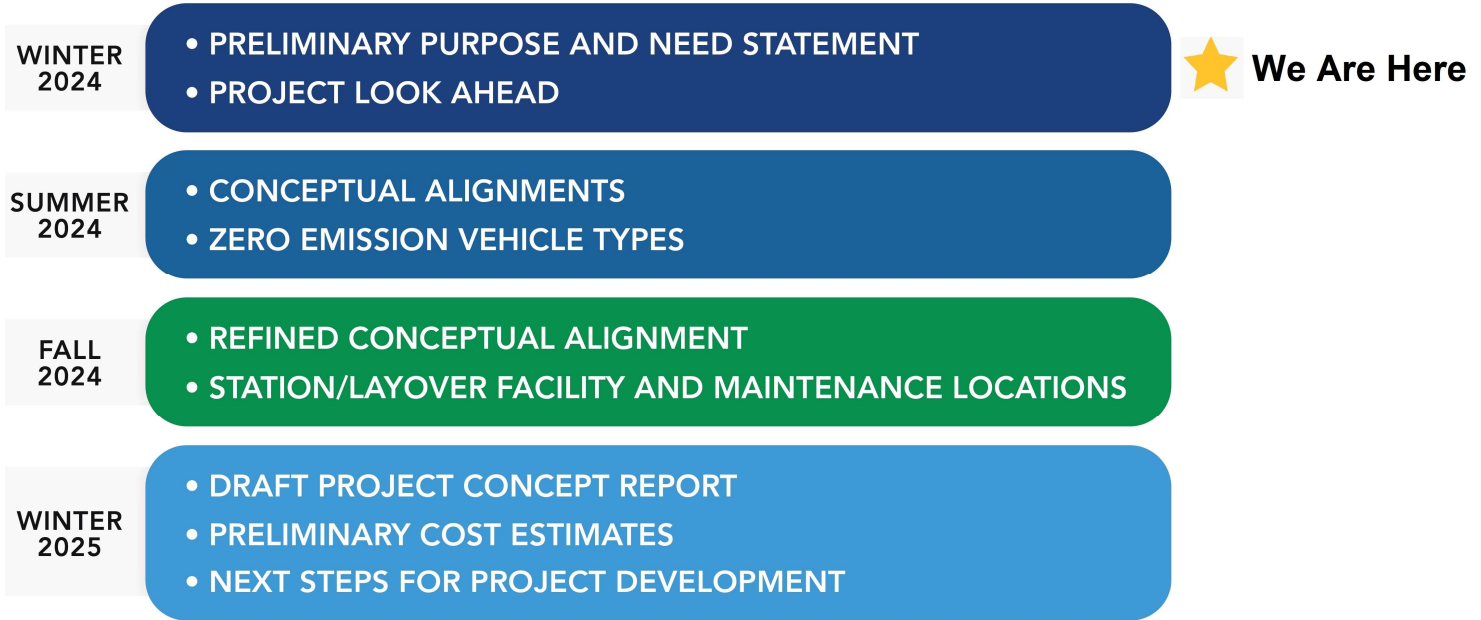 WINTER
2024
• PRELIMINARY PURPOSE AND NEED STATEMENT
• PROJECT LOOK AHEAD
We Are Here
SUMMER
2024
• CONCEPTUAL ALIGNMENTS
• ZERO EMISSION VEHICLE TYPES
FALL
2024
• REFINED CONCEPTUAL ALIGNMENT
• STATION/LAYOVER FACILITY AND MAINTENANCE LOCATIONS
WINTER
2025
• DRAFT PROJECT CONCEPT REPORT
• PRELIMINARY COST ESTIMATES
• NEXT STEPS FOR PROJECT DEVELOPMENT